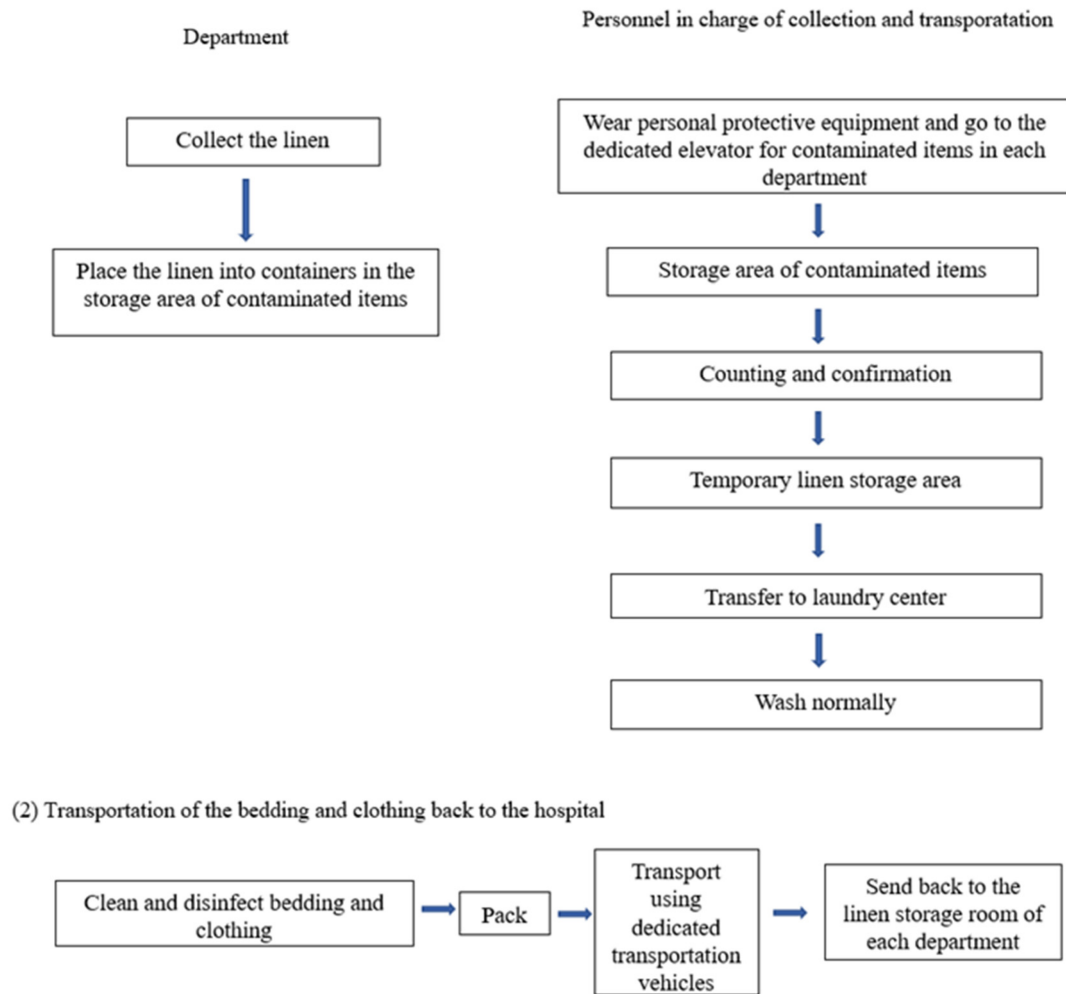 Department
Collect the linen
Place the linen into containers in the
storage area of contaminated items
Personnel in charge of collection and transporatation
Wear personal protective equipment and go to the
dedicated elevator for contaminated items in each
department
Storage area of contaminated items
Counting and confirmation
Temporary linen storage area
Transfer to laundry center
Wash normally
(2) Transportation of the bedding and clothing back to the hospital
Clean and disinfect bedding and
clothing
Pack
Transport
using
dedicated
transportation
vehicles
Send back to the
linen storage room of
each department